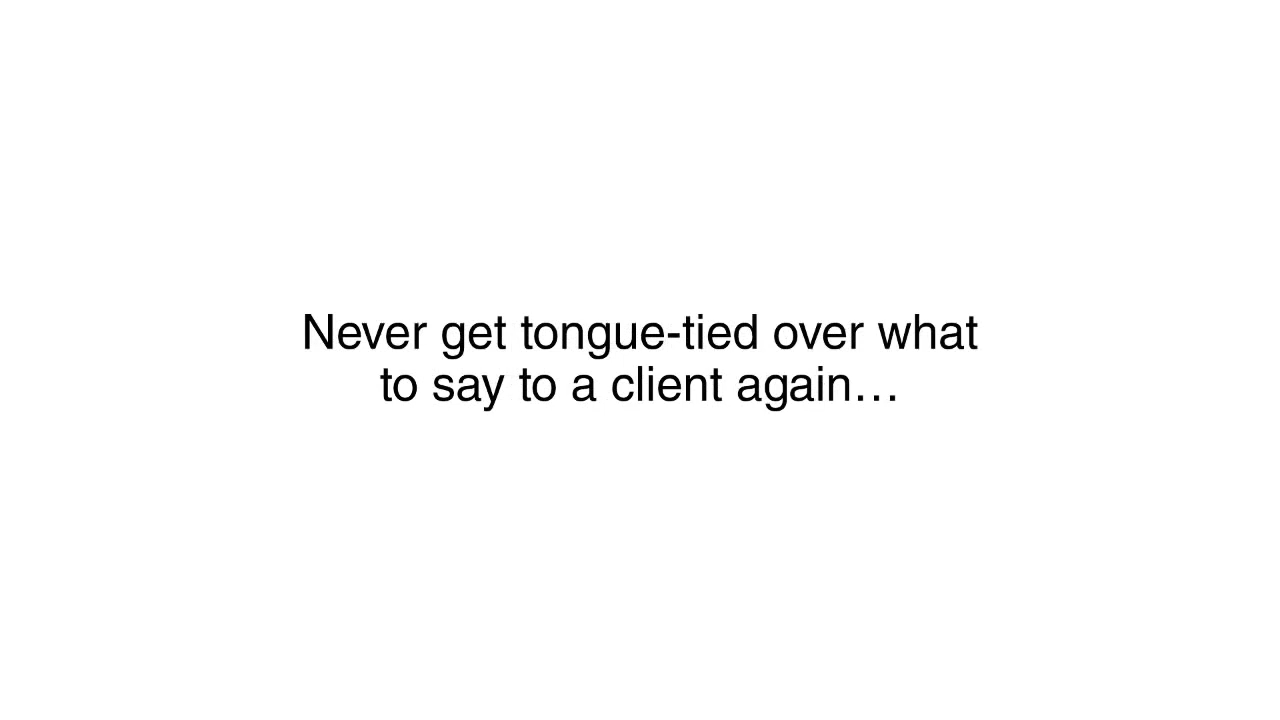 Never get tongue-tied over what
to say to a client again…